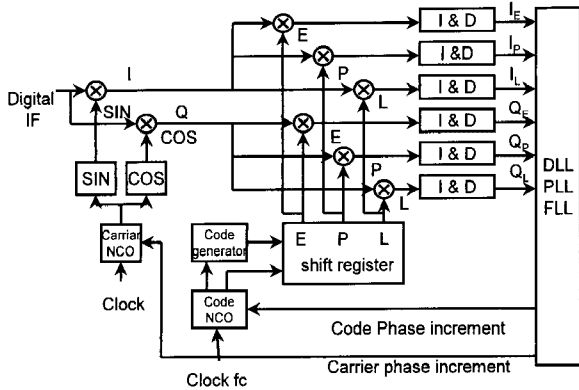 I & D
I_E
E
I &D
I_P
P
I & D
I_L
L
Digital
IF
I
SIN
Q
COS
I & D
Q_E
E
I & D
Q_P
P
I & D
Q_L
L
DLL
PLL
FLL
SIN
COS
Carriar
NCO
Clock
Code
generator
E P L
shift register
Code
NCO
Clock fc
Code Phase increment
Carrier phase increment